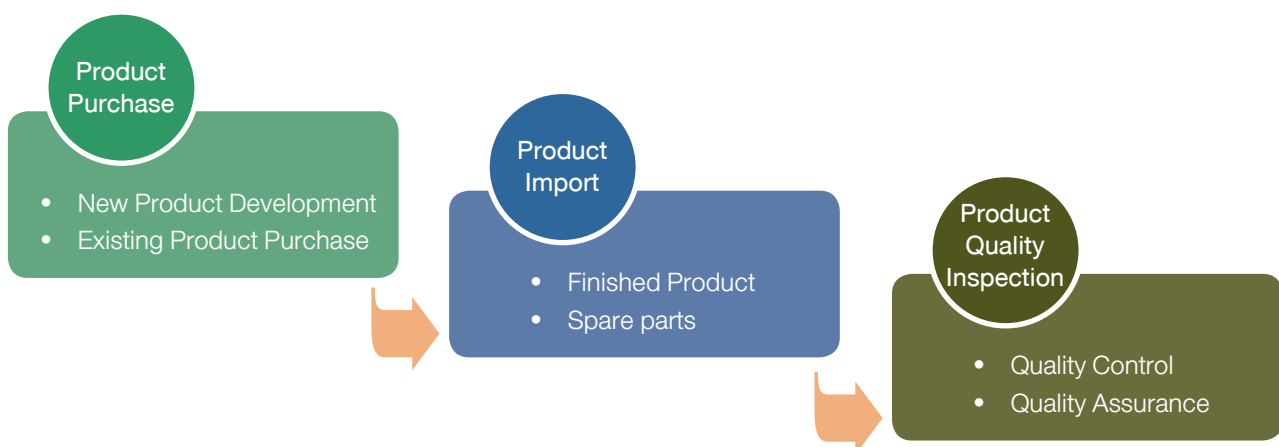 Product
Purchase
• New Product Development
• Existing Product Purchase
Product
Import
• Finished Product
• Spare parts
Product
Quality
Inspection
• Quality Control
• Quality Assurance